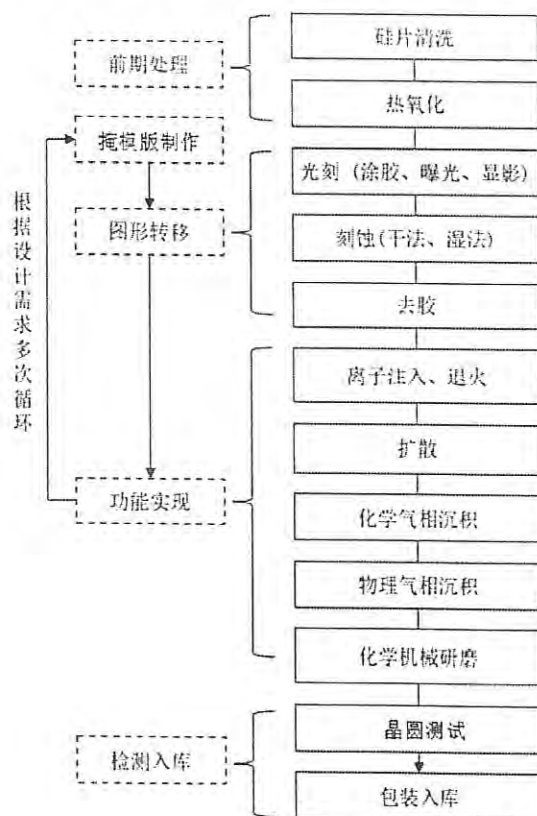 硅片清洗
前期处理
热氧化
掩模版制作
光刻（涂胶、曝光、显影）
图形转移
刻蚀(干法、湿法)
去胶
根据设计需求多次循环
离子注入、退火
扩散
功能实现
化学气相沉积
物理气相沉积
化学机械研磨
晶圆测试
检测入库
包装入库